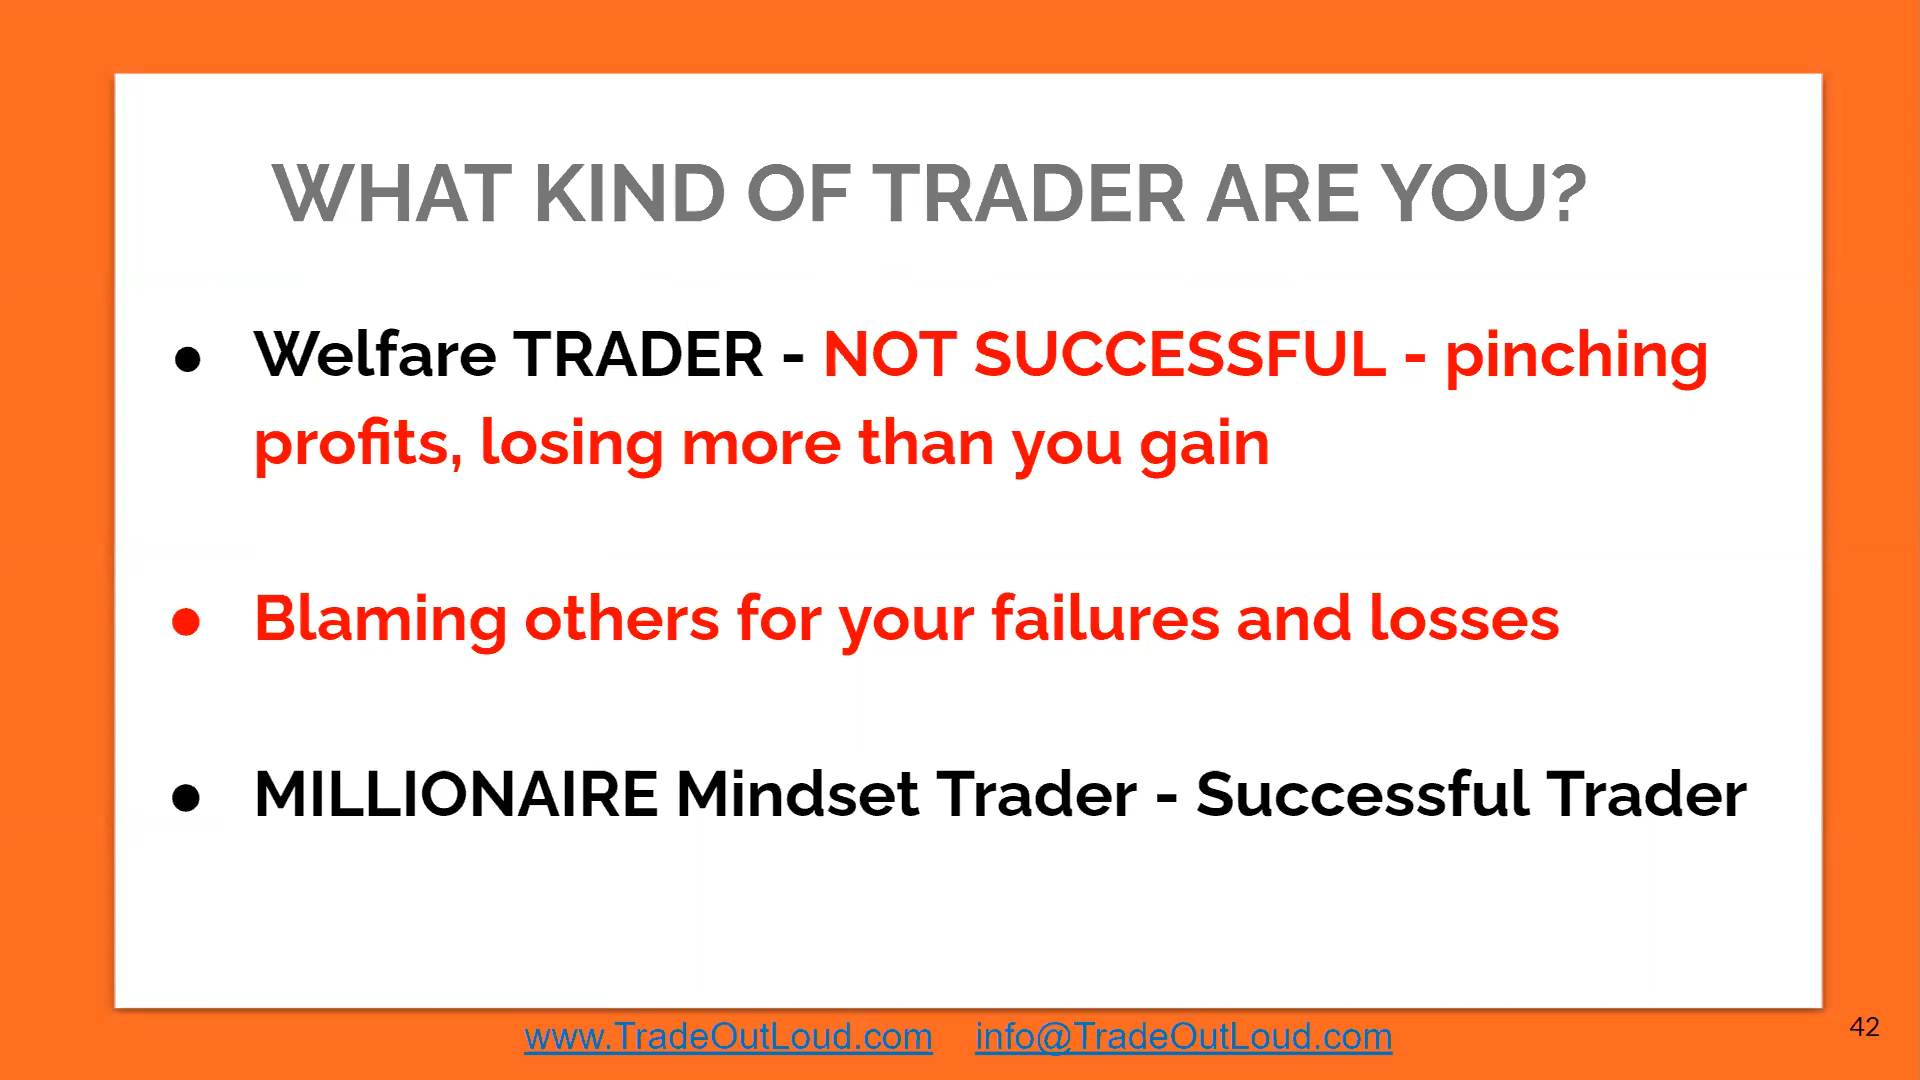 WHAT KIND OF TRADER ARE YOU?
● Welfare TRADER - NOT SUCCESSFUL - pinching
profits, losing more than you gain
● Blaming others for your failures and losses
● MILLIONAIRE Mindset Trader - Successful Trader
www.TradeOutLoud.com info@TradeOutLoud.com
42